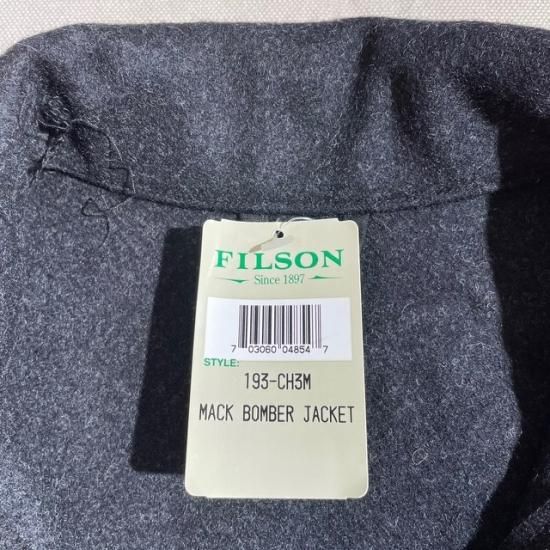 FILSON
Since 1897
7 03060 04854 7
STYLE:
193-CH3M
MACK BOMBER JACKET